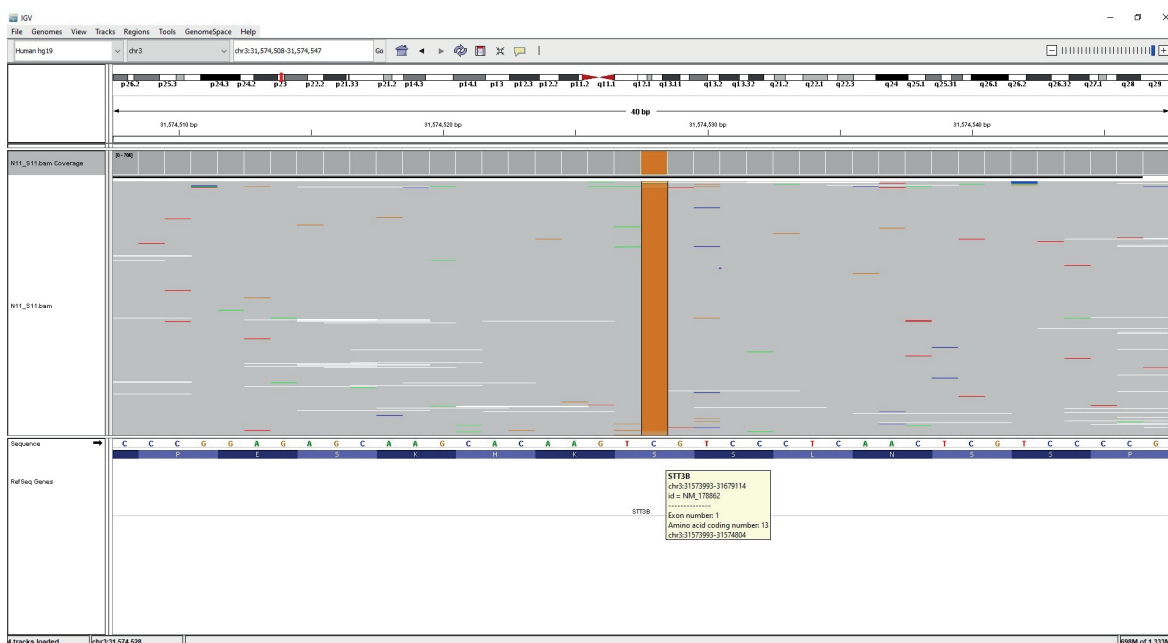 IGV
File Genomes View Tracks Regions Tools GenomeSpace Help
Human hg19 chr3 chr3:31,574,508-31,574,547 Go
p26.2 p25.3 p24.3 p24.2 p23 p22.2 p21.33 p21.2 p14.3 p14.1 p13 p12.3 p12.2 p11.2 q11.1 q12.1 q13.11 q13.2 q13.32 q21.2 q22.1 q22.3 q24 q25.1 q25.31 q26.1 q26.2 q26.32 q27.1 q28 q29
40 bp
31,574,510 bp 31,574,520 bp 31,574,530 bp 31,574,540 bp
N11_S11.bam Coverage
N11_S11.bam
Sequence C C C G G A G A G C A A G C A C A A G T C G T C C C T C A A C T C G T C C C C G
P E S K H K S S L N S S P
RefSeq Genes
STT3B
STT3B
chr3:31573993-31679114
id = NM_178862
--------------
Exon number: 1
Amino acid coding number: 13
chr3:31573993-31574804
4 tracks loaded chr3:31,574,528 698M of 1,333M